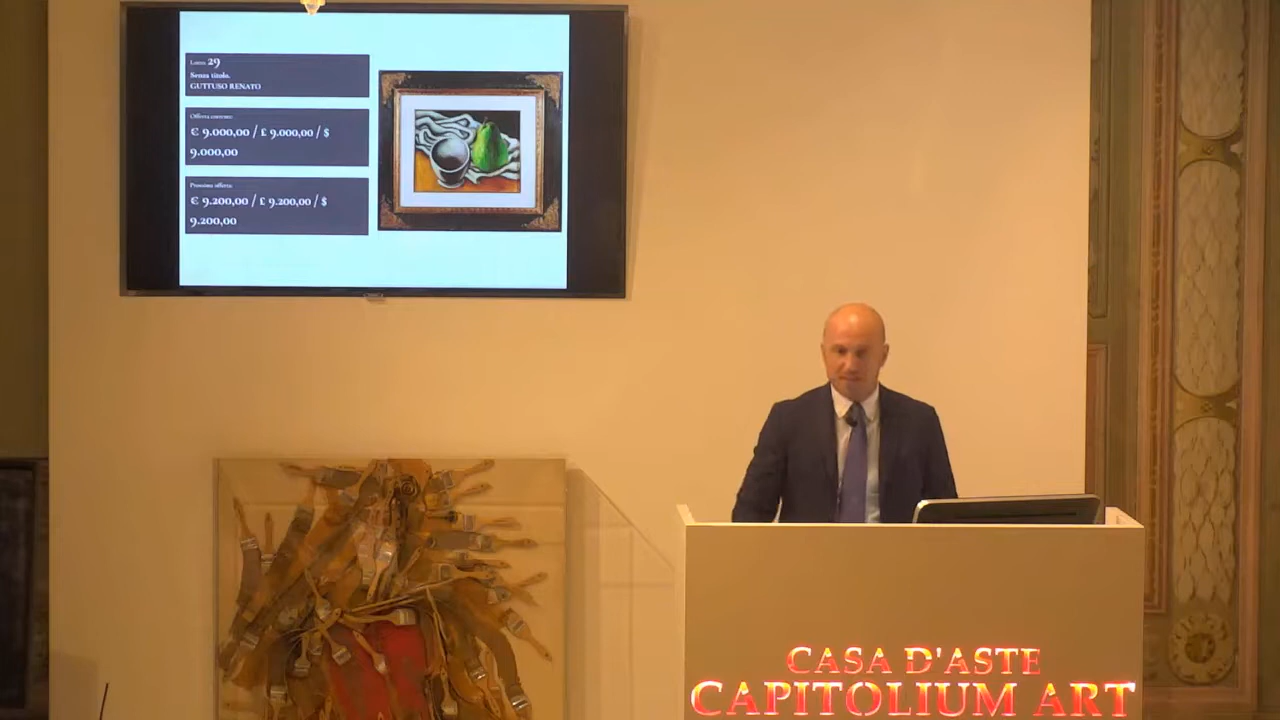 Lotto: 29
Senza titolo.
GUTTUSO RENATO
Offerta corrente:
€ 9.000,00 / £ 9.000,00 / $
9.000,00
Prossima offerta:
€ 9.200,00 / £ 9.200,00 / $
9.200,00
CASA D'ASTE
CAPITOLIUM ART